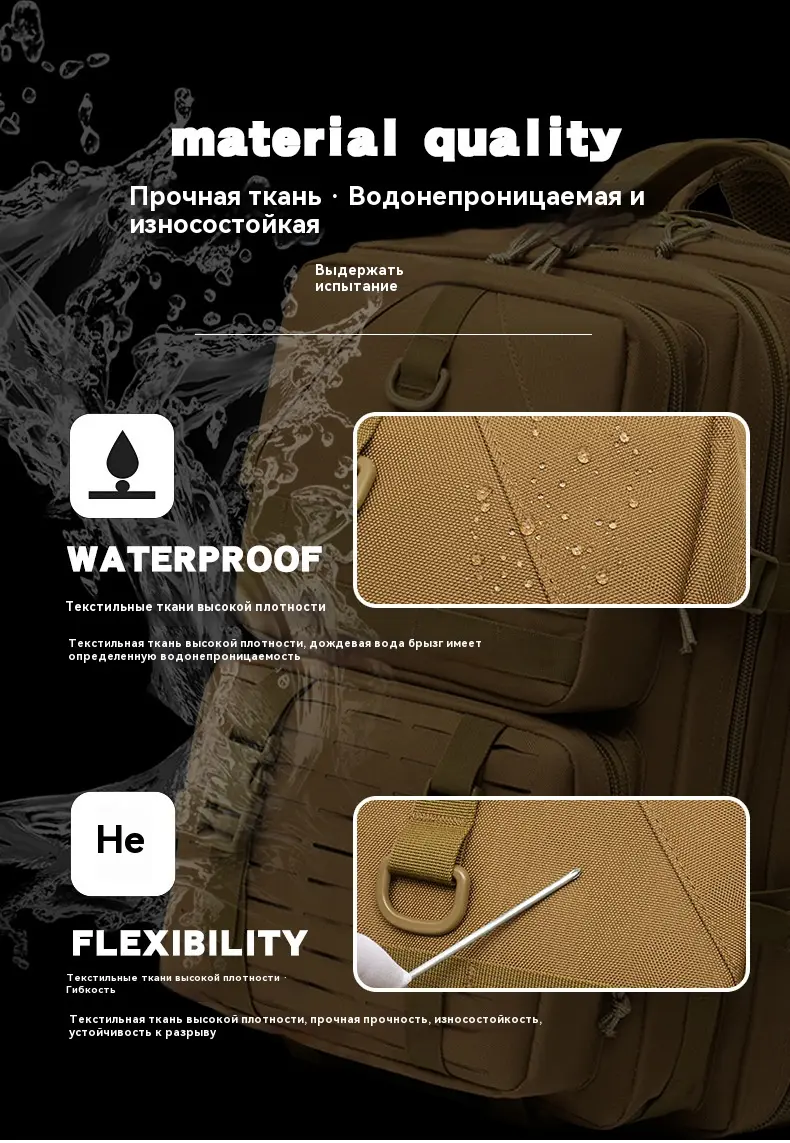 material quality
Прочная ткань · Водонепроницаемая и
износостойкая
Выдержать
испытание
WATERPROOF
Текстильные ткани высокой плотности
Текстильная ткань высокой плотности, дождевая вода брызг имеет
определенную водонепроницаемость
Не
FLEXIBILITY
Текстильные ткани высокой плотности ·
Гибкость
Текстильная ткань высокой плотности, прочная прочность, износостойкость,
устойчивость к разрыву